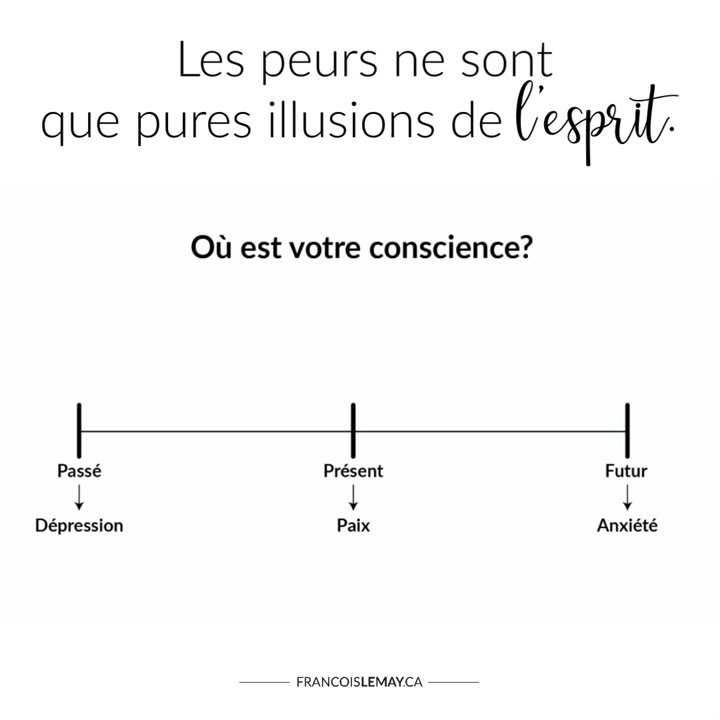 Les peurs ne sont
que pures illusions de l'esprit.
Où est votre conscience?
Passé Présent Futur
Dépression Paix Anxiété
FRANCOISLEMAY.CA